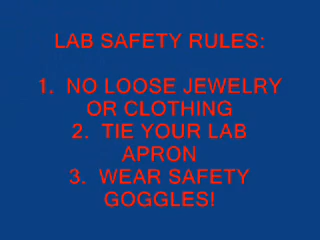 LAB SAFETY RULES:
1. NO LOOSE JEWELRY
OR CLOTHING
2. TIE YOUR LAB
APRON
3. WEAR SAFETY
GOGGLES!